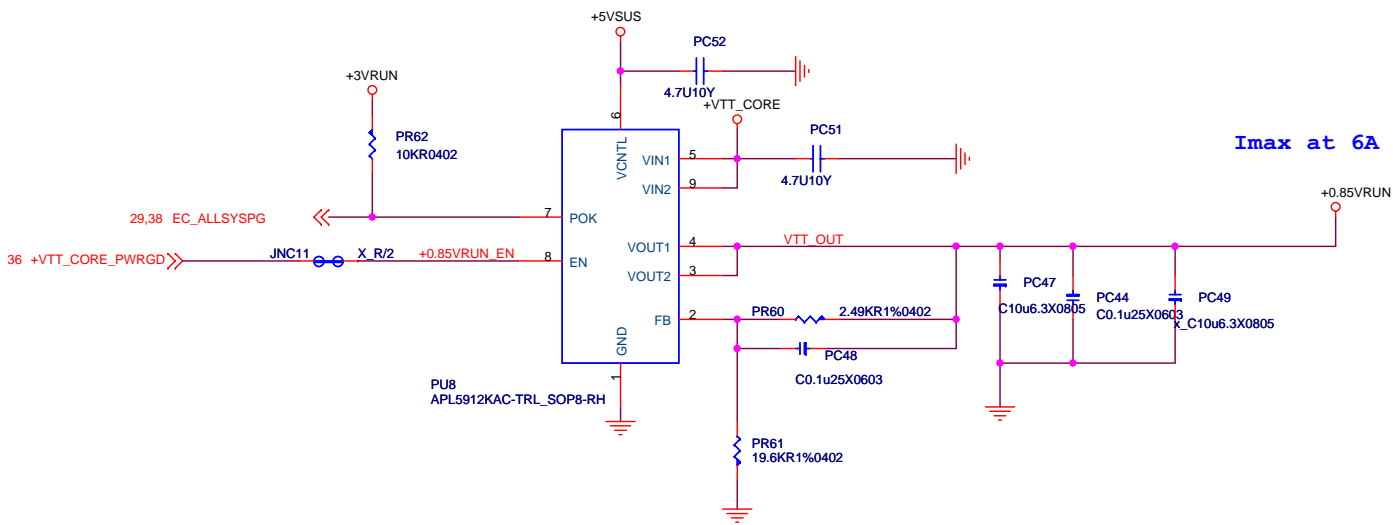 +5VSUS
PC52
4.7U10Y
+3VRUN
+VTT_CORE
PR62
10KR0402
PC51
4.7U10Y
Imax at 6A
6
VCNTL
VIN1
5
VIN2
9
+0.85VRUN
29,38 EC_ALLSYSPG
7
POK
36 +VTT_CORE_PWRGD
JNC11
X_R/2
+0.85VRUN_EN
8
EN
VOUT1
4
VTT_OUT
VOUT2
3
PC47
C10u6.3X0805
PC44
C0.1u25X0603
PC49
x_C10u6.3X0805
FB
2
PR60
2.49KR1%0402
GND
1
PC48
C0.1u25X0603
PU8
APL5912KAC-TRL_SOP8-RH
PR61
19.6KR1%0402